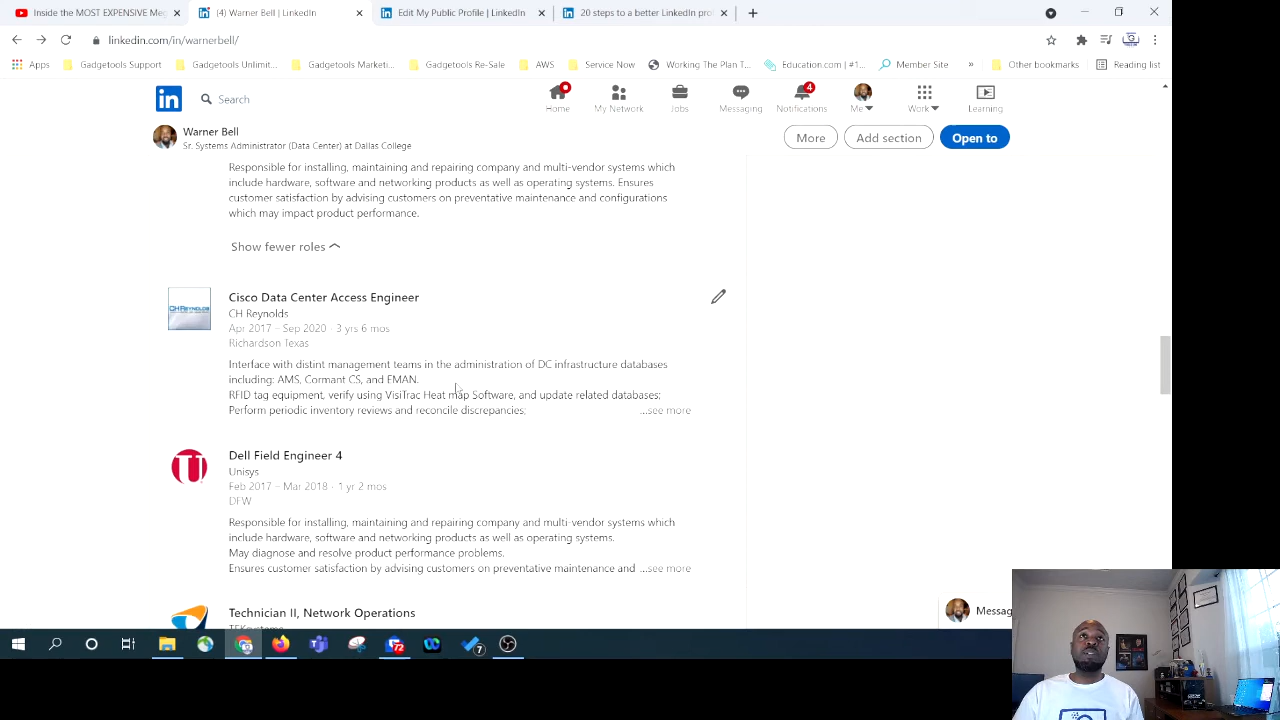 Inside the MOST EXPENSIVE Meg
(4) Warner Bell | LinkedIn
Edit My Public Profile | LinkedIn
20 steps to a better LinkedIn pro
linkedin.com/in/warnerbell/
Apps
Gadgetools Support
Gadgetools Unlimit...
Gadgetools Marketi...
Gadgetools Re-Sale
AWS
Service Now
Working The Plan T...
Education.com | #1...
Member Site
»
Other bookmarks
Reading list
in
Search
Home
My Network
Jobs
Messaging
4
Notifications
Me
Work
Learning
Warner Bell
Sr. Systems Administrator (Data Center) at Dallas College
More
Add section
Open to
Responsible for installing, maintaining and repairing company and multi-vendor systems which
include hardware, software and networking products as well as operating systems. Ensures
customer satisfaction by advising customers on preventative maintenance and configurations
which may impact product performance.
Show fewer roles
CH REYNOLDS
Cisco Data Center Access Engineer
CH Reynolds
Apr 2017 – Sep 2020 · 3 yrs 6 mos
Richardson Texas
Interface with distint management teams in the administration of DC infrastructure databases
including: AMS, Cormant CS, and EMAN.
RFID tag equipment, verify using VisiTrac Heat map Software, and update related databases;
Perform periodic inventory reviews and reconcile discrepancies;
...see more
U
Dell Field Engineer 4
Unisys
Feb 2017 – Mar 2018 · 1 yr 2 mos
DFW
Responsible for installing, maintaining and repairing company and multi-vendor systems which
include hardware, software and networking products as well as operating systems.
May diagnose and resolve product performance problems.
Ensures customer satisfaction by advising customers on preventative maintenance and ...see more
Technician II, Network Operations
TEKsystems
Messag
72
7